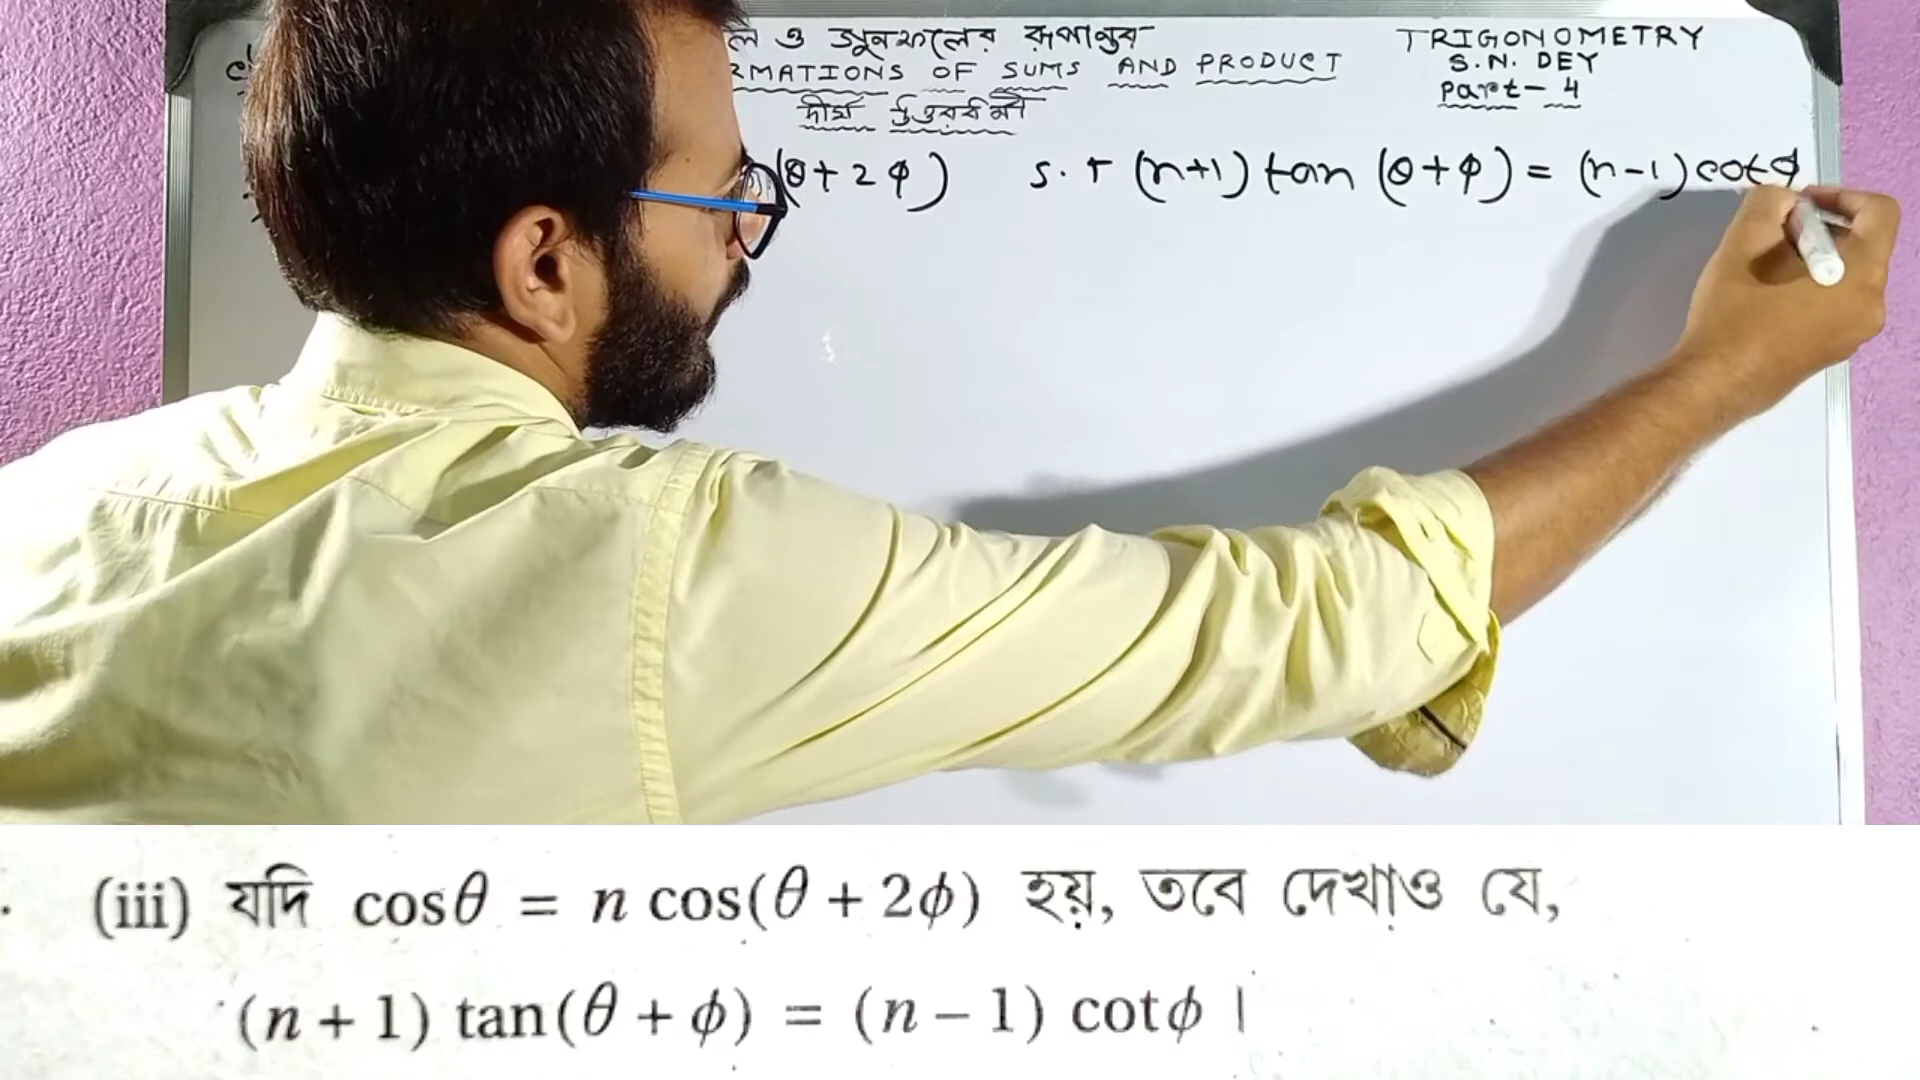 ও গুনফলের রূপান্তর
TRIGONOMETRY
RMATIONS OF SUMS AND PRODUCT
S.N. DEY
Part-4
দীর্ঘ উত্তরধর্মী
(θ+2φ) S.T (n+1) tan (θ+φ) = (n-1) cotφ
(iii) যদি cosθ = n cos(θ + 2ϕ) হয়, তবে দেখাও যে,
(n + 1) tan(θ + ϕ) = (n – 1) cotϕ।